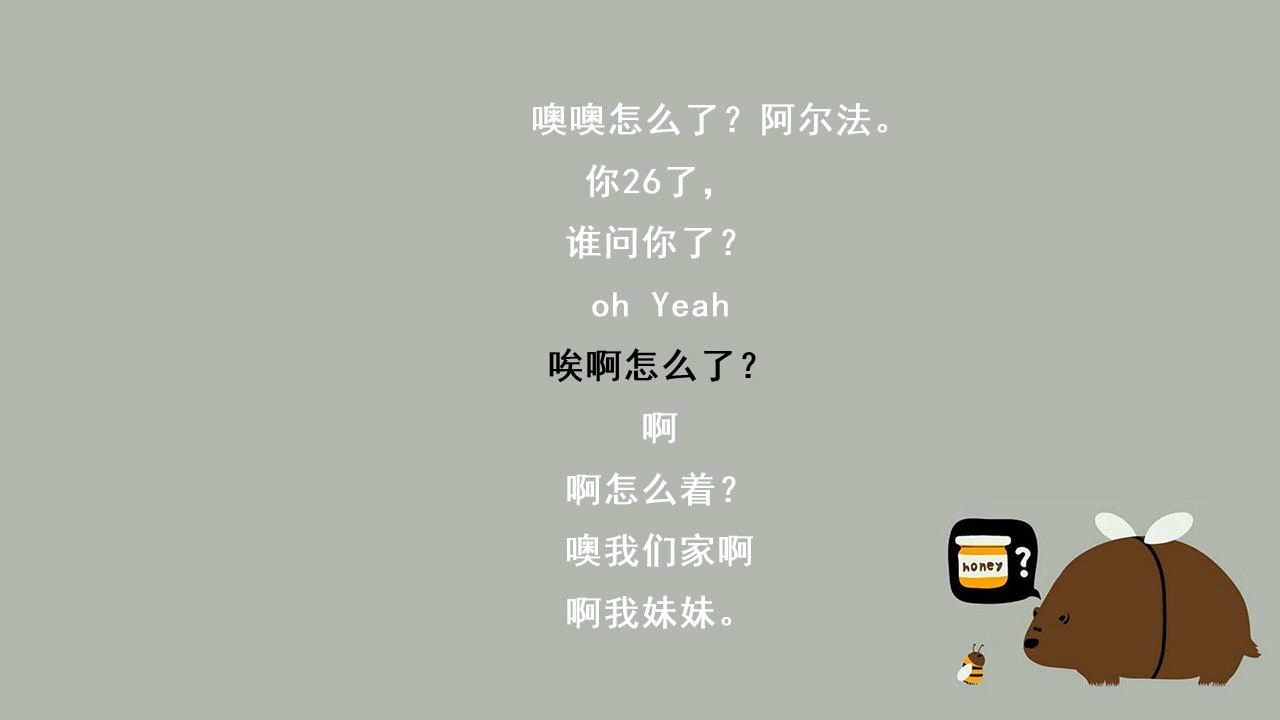 噢噢怎么了？阿尔法。
你26了，
谁问你了？
oh Yeah
唉啊怎么了？
啊
啊怎么着？
噢我们家啊
啊我妹妹。
honey
?